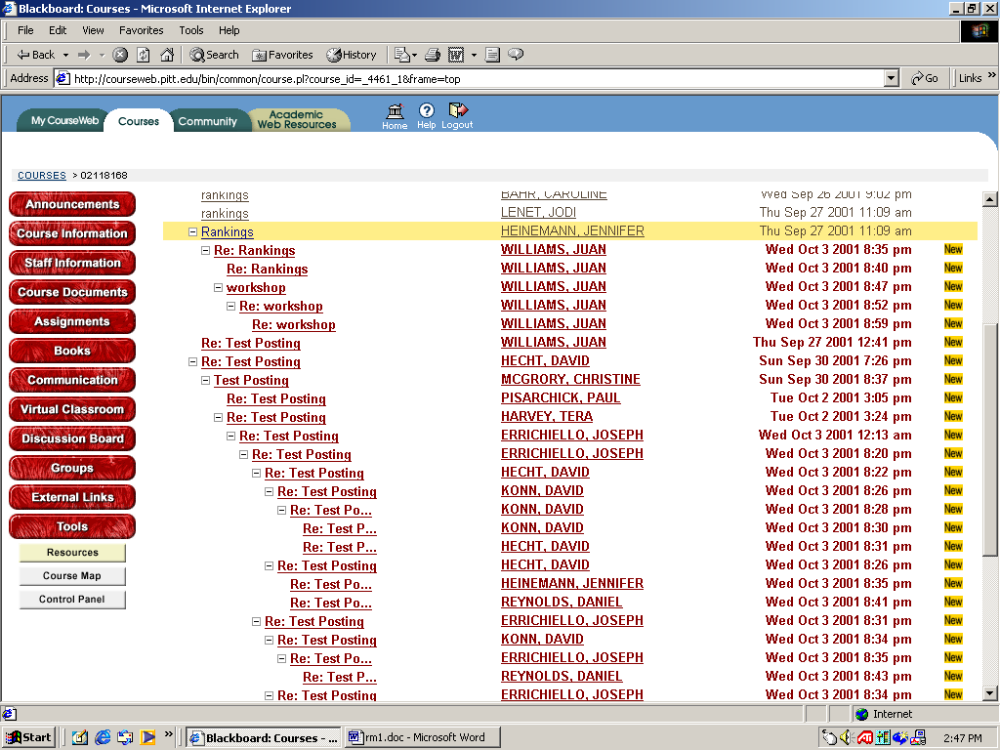 Blackboard: Courses - Microsoft Internet Explorer
File Edit View Favorites Tools Help
Back Search Favorites History
Address http://courseweb.pitt.edu/bin/common/course.pl?course_id=_4461_1&frame=top Go Links »
My CourseWeb Courses Community Academic Web Resources Home Help Logout
COURSES > 02118168
Announcements
Course Information
Staff Information
Course Documents
Assignments
Books
Communication
Virtual Classroom
Discussion Board
Groups
External Links
Tools
Resources
Course Map
Control Panel
rankings BAHR, CAROLINE Wed Sep 26 2001 9:02 pm
rankings LENET, JODI Thu Sep 27 2001 11:09 am
Rankings HEINEMANN, JENNIFER Thu Sep 27 2001 11:09 am
Re: Rankings WILLIAMS, JUAN Wed Oct 3 2001 8:35 pm New
Re: Rankings WILLIAMS, JUAN Wed Oct 3 2001 8:40 pm New
workshop WILLIAMS, JUAN Wed Oct 3 2001 8:47 pm New
Re: workshop WILLIAMS, JUAN Wed Oct 3 2001 8:52 pm New
Re: workshop WILLIAMS, JUAN Wed Oct 3 2001 8:59 pm New
Re: Test Posting WILLIAMS, JUAN Thu Sep 27 2001 12:41 pm New
Re: Test Posting HECHT, DAVID Sun Sep 30 2001 7:26 pm New
Test Posting MCGRORY, CHRISTINE Sun Sep 30 2001 8:37 pm New
Re: Test Posting PISARCHICK, PAUL Tue Oct 2 2001 3:05 pm New
Re: Test Posting HARVEY, TERA Tue Oct 2 2001 3:24 pm New
Re: Test Posting ERRICHIELLO, JOSEPH Wed Oct 3 2001 12:13 am New
Re: Test Posting ERRICHIELLO, JOSEPH Wed Oct 3 2001 8:20 pm New
Re: Test Posting HECHT, DAVID Wed Oct 3 2001 8:22 pm New
Re: Test Posting KONN, DAVID Wed Oct 3 2001 8:26 pm New
Re: Test Po... KONN, DAVID Wed Oct 3 2001 8:28 pm New
Re: Test P... KONN, DAVID Wed Oct 3 2001 8:30 pm New
Re: Test P... HECHT, DAVID Wed Oct 3 2001 8:31 pm New
Re: Test Posting HECHT, DAVID Wed Oct 3 2001 8:26 pm New
Re: Test Po... HEINEMANN, JENNIFER Wed Oct 3 2001 8:35 pm New
Re: Test Po... REYNOLDS, DANIEL Wed Oct 3 2001 8:41 pm New
Re: Test Posting ERRICHIELLO, JOSEPH Wed Oct 3 2001 8:31 pm New
Re: Test Posting KONN, DAVID Wed Oct 3 2001 8:34 pm New
Re: Test Po... ERRICHIELLO, JOSEPH Wed Oct 3 2001 8:35 pm New
Re: Test P... REYNOLDS, DANIEL Wed Oct 3 2001 8:43 pm New
Re: Test Posting ERRICHIELLO, JOSEPH Wed Oct 3 2001 8:34 pm New
Internet
Start » Blackboard: Courses - ... rm1.doc - Microsoft Word 2:47 PM